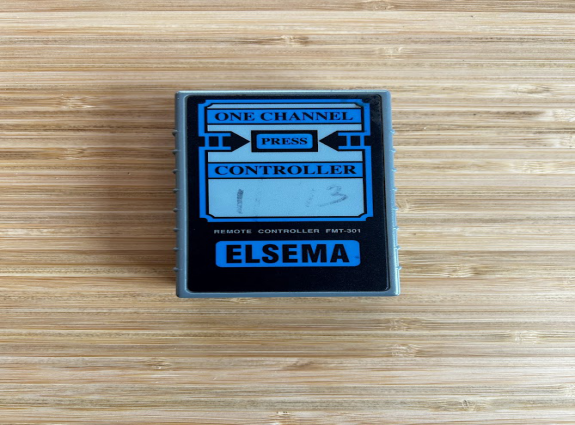 ONE CHANNEL
PRESS
CONTROLLER
REMOTE CONTROLLER FMT-301
ELSEMA